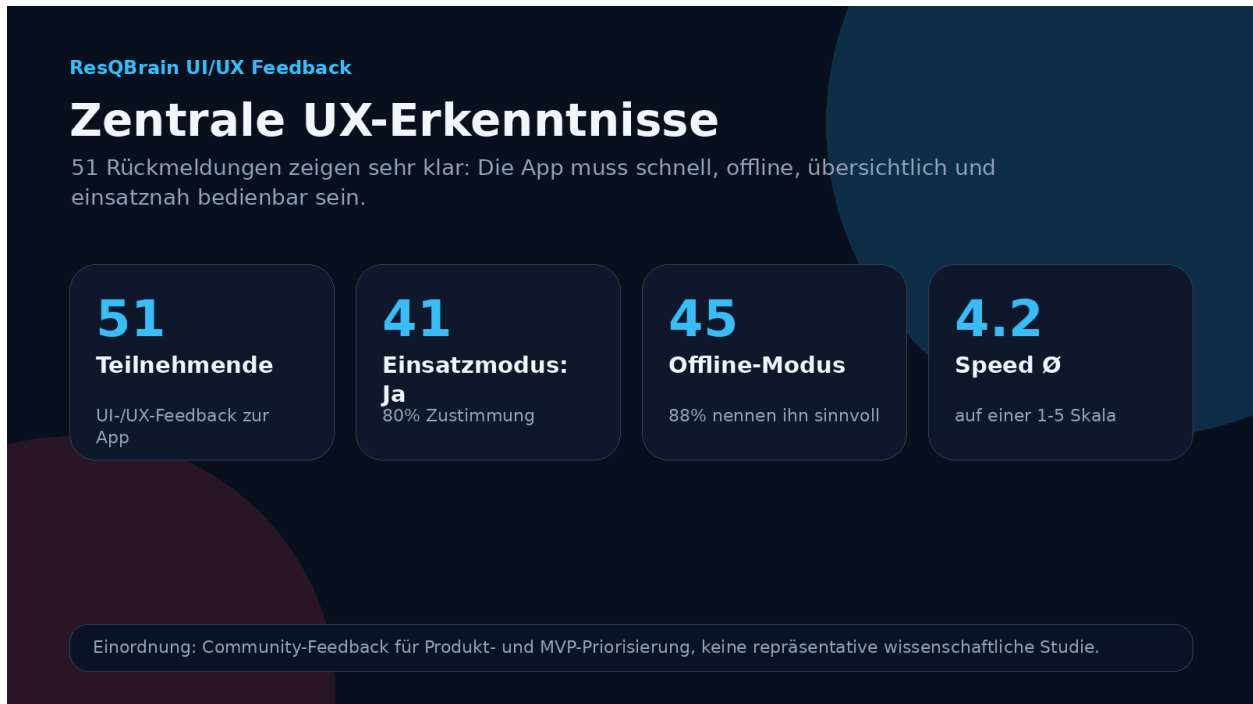 ResQBrain UI/UX Feedback
Zentrale UX-Erkenntnisse
51 Rückmeldungen zeigen sehr klar: Die App muss schnell, offline, übersichtlich und
einsatznah bedienbar sein.
51
Teilnehmende
UI-/UX-Feedback zur
App
41
Einsatzmodus:
Ja
80% Zustimmung
45
Offline-Modus
88% nennen ihn sinnvoll
4.2
Speed Ø
auf einer 1-5 Skala
Einordnung: Community-Feedback für Produkt- und MVP-Priorisierung, keine repräsentative wissenschaftliche Studie.